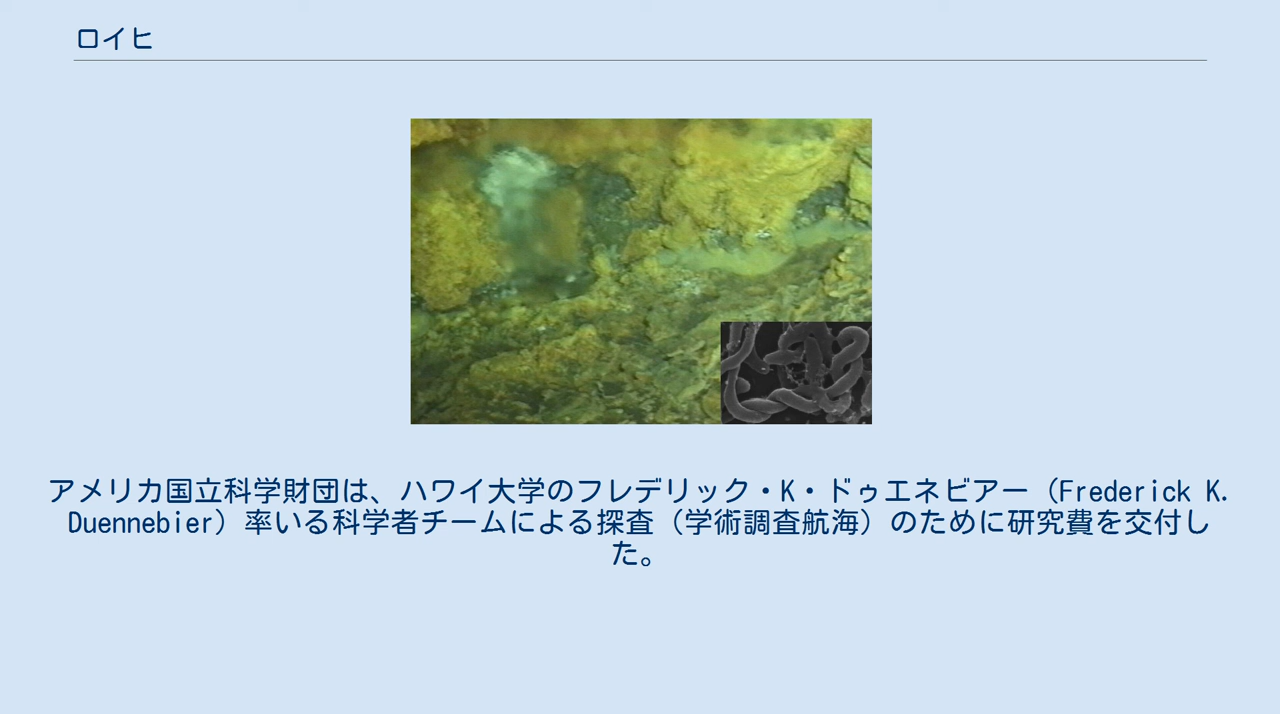 ロイヒ
アメリカ国立科学財団は、ハワイ大学のフレデリック・K・ドゥエネビアー（Frederick K.
Duennebier）率いる科学者チームによる探査（学術調査航海）のために研究費を交付し
た。